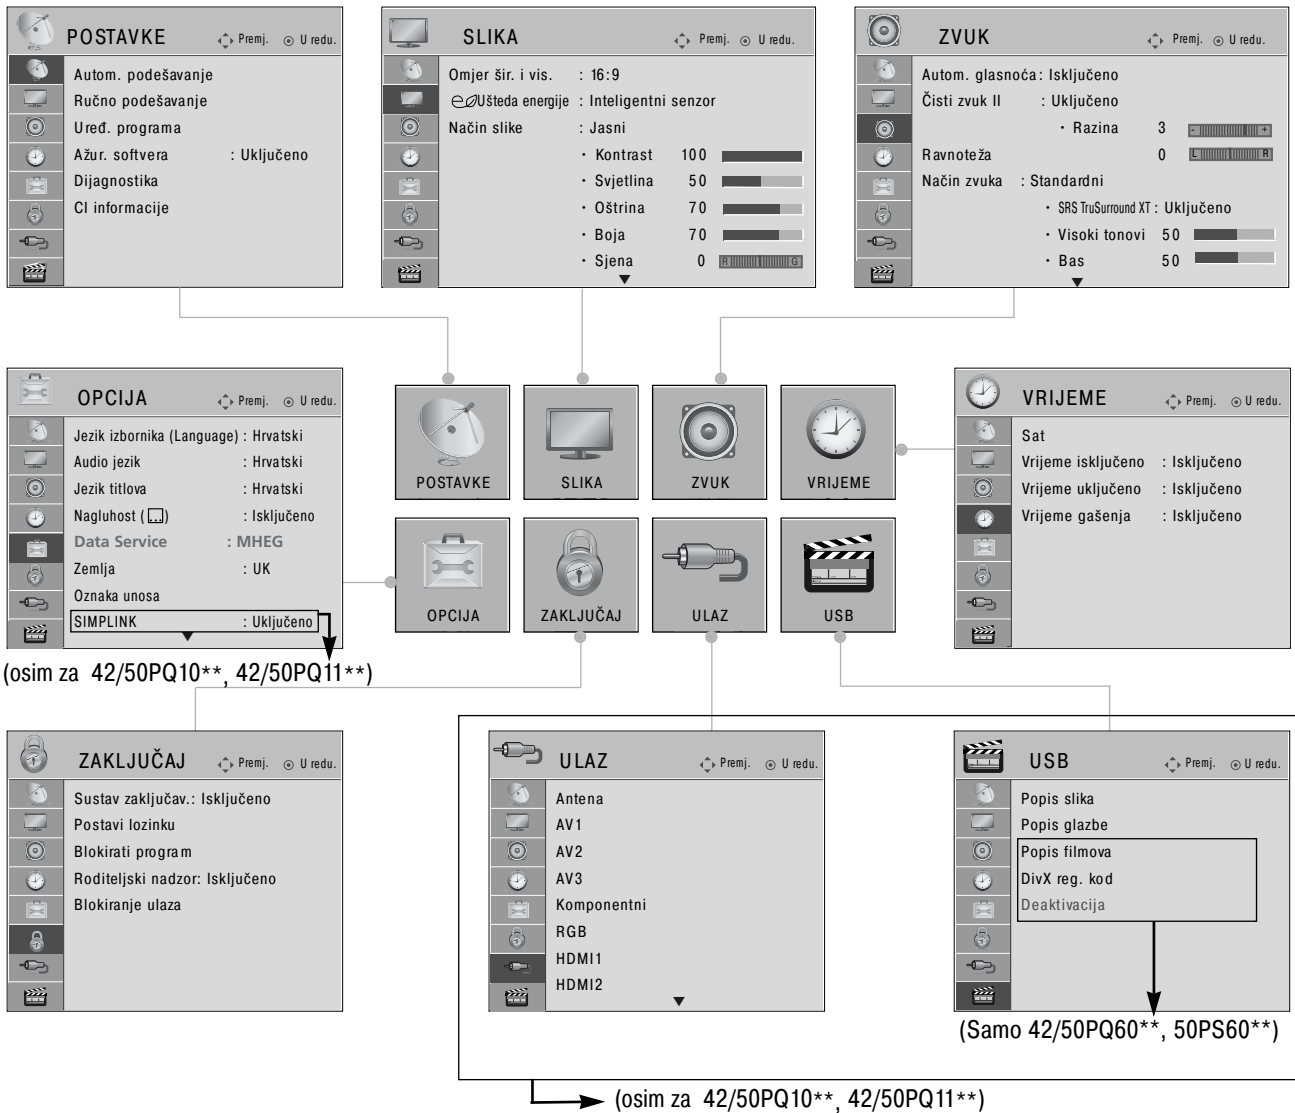 POSTAVKE Premj. U redu.
Autom. podešavanje
Ručno podešavanje
Uređ. programa
Ažur. softvera : Uključeno
Dijagnostika
CI informacije
SLIKA Premj. U redu.
Omjer šir. i vis. : 16:9
Ušteda energije : Inteligentni senzor
Način slike : Jasni
• Kontrast 100
• Svjetlina 50
• Oštrina 70
• Boja 70
• Sjena 0 R G
ZVUK Premj. U redu.
Autom. glasnoća : Isključeno
Čisti zvuk II : Uključeno
• Razina 3 - +
Ravnoteža 0 L R
Način zvuka : Standardni
• SRS TruSurround XT : Uključeno
• Visoki tonovi 50
• Bas 50
OPCIJA Premj. U redu.
Jezik izbornika (Language) : Hrvatski
Audio jezik : Hrvatski
Jezik titlova : Hrvatski
Nagluhost ( ) : Isključeno
Data Service : MHEG
Zemlja : UK
Oznaka unosa
SIMPLINK : Uključeno
(osim za 42/50PQ10**, 42/50PQ11**)
POSTAVKE
SLIKA
ZVUK
VRIJEME
OPCIJA
ZAKLJUČAJ
ULAZ
USB
VRIJEME Premj. U redu.
Sat
Vrijeme isključeno : Isključeno
Vrijeme uključeno : Isključeno
Vrijeme gašenja : Isključeno
ZAKLJUČAJ Premj. U redu.
Sustav zaključav.: Isključeno
Postavi lozinku
Blokirati program
Roditeljski nadzor: Isključeno
Blokiranje ulaza
ULAZ Premj. U redu.
Antena
AV1
AV2
AV3
Komponentni
RGB
HDMI1
HDMI2
USB Premj. U redu.
Popis slika
Popis glazbe
Popis filmova
DivX reg. kod
Deaktivacija
(Samo 42/50PQ60**, 50PS60**)
(osim za 42/50PQ10**, 42/50PQ11**)